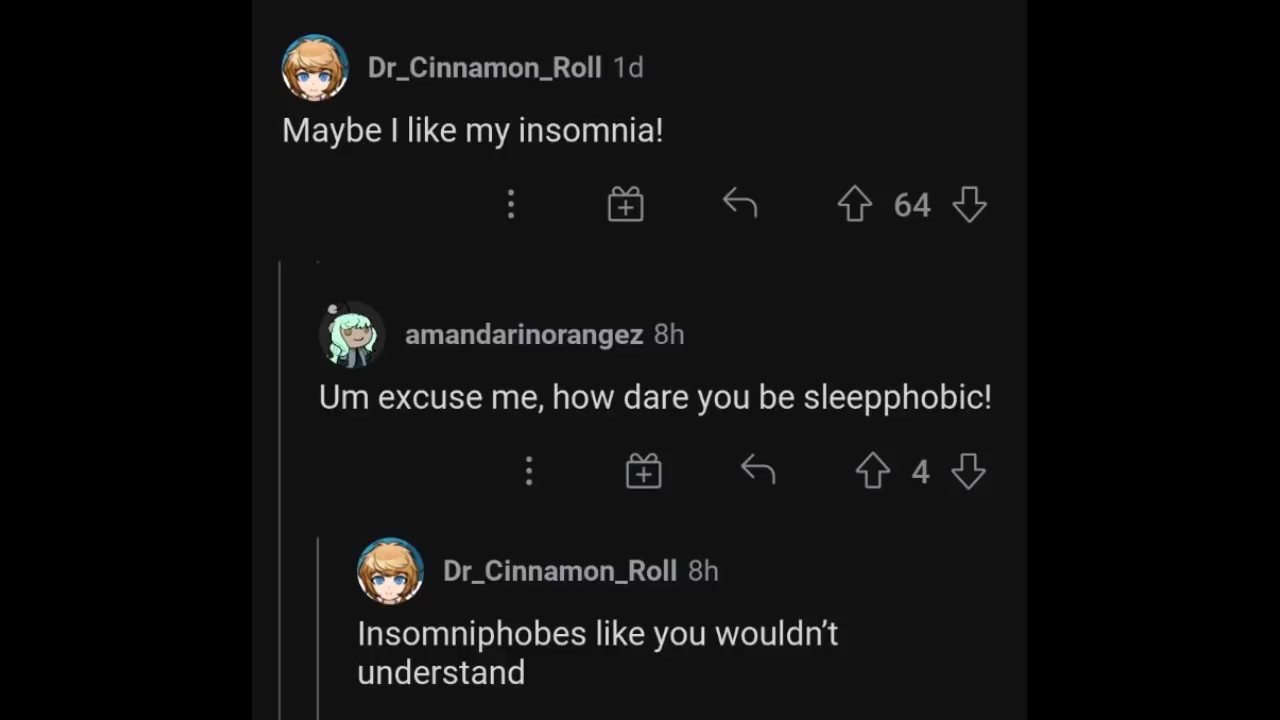 Dr_Cinnamon_Roll 1d
Maybe I like my insomnia!
64
amandarinorangez 8h
Um excuse me, how dare you be sleepphobic!
4
Dr_Cinnamon_Roll 8h
Insomniphobes like you wouldn’t
understand